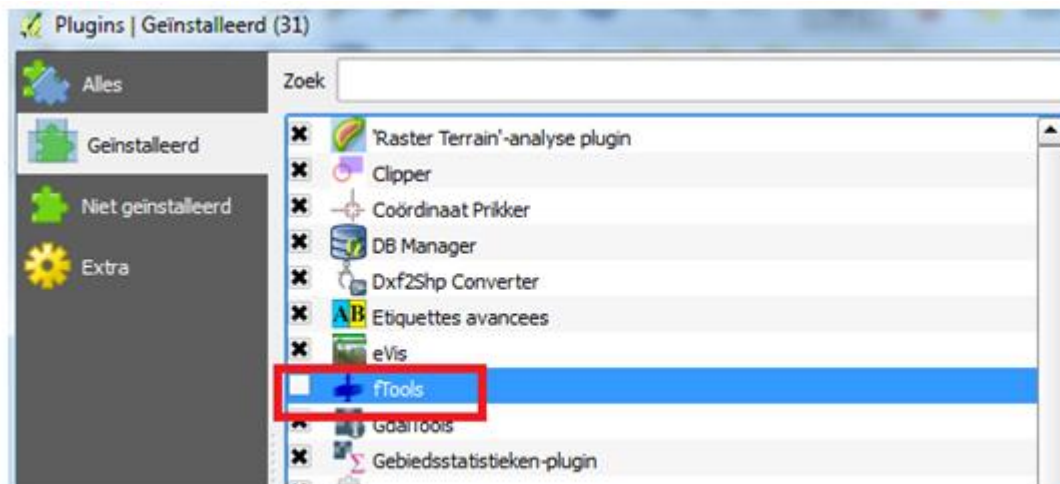 Plugins | Geïnstalleerd (31)
Alles
Geïnstalleerd
Niet geïnstalleerd
Extra
Zoek
'Raster Terrain'-analyse plugin
Clipper
Coördinaat Prikker
DB Manager
Dxf2Shp Converter
AB Etiquettes avancees
eVis
fTools
GdalTools
Gebiedsstatistieken-plugin